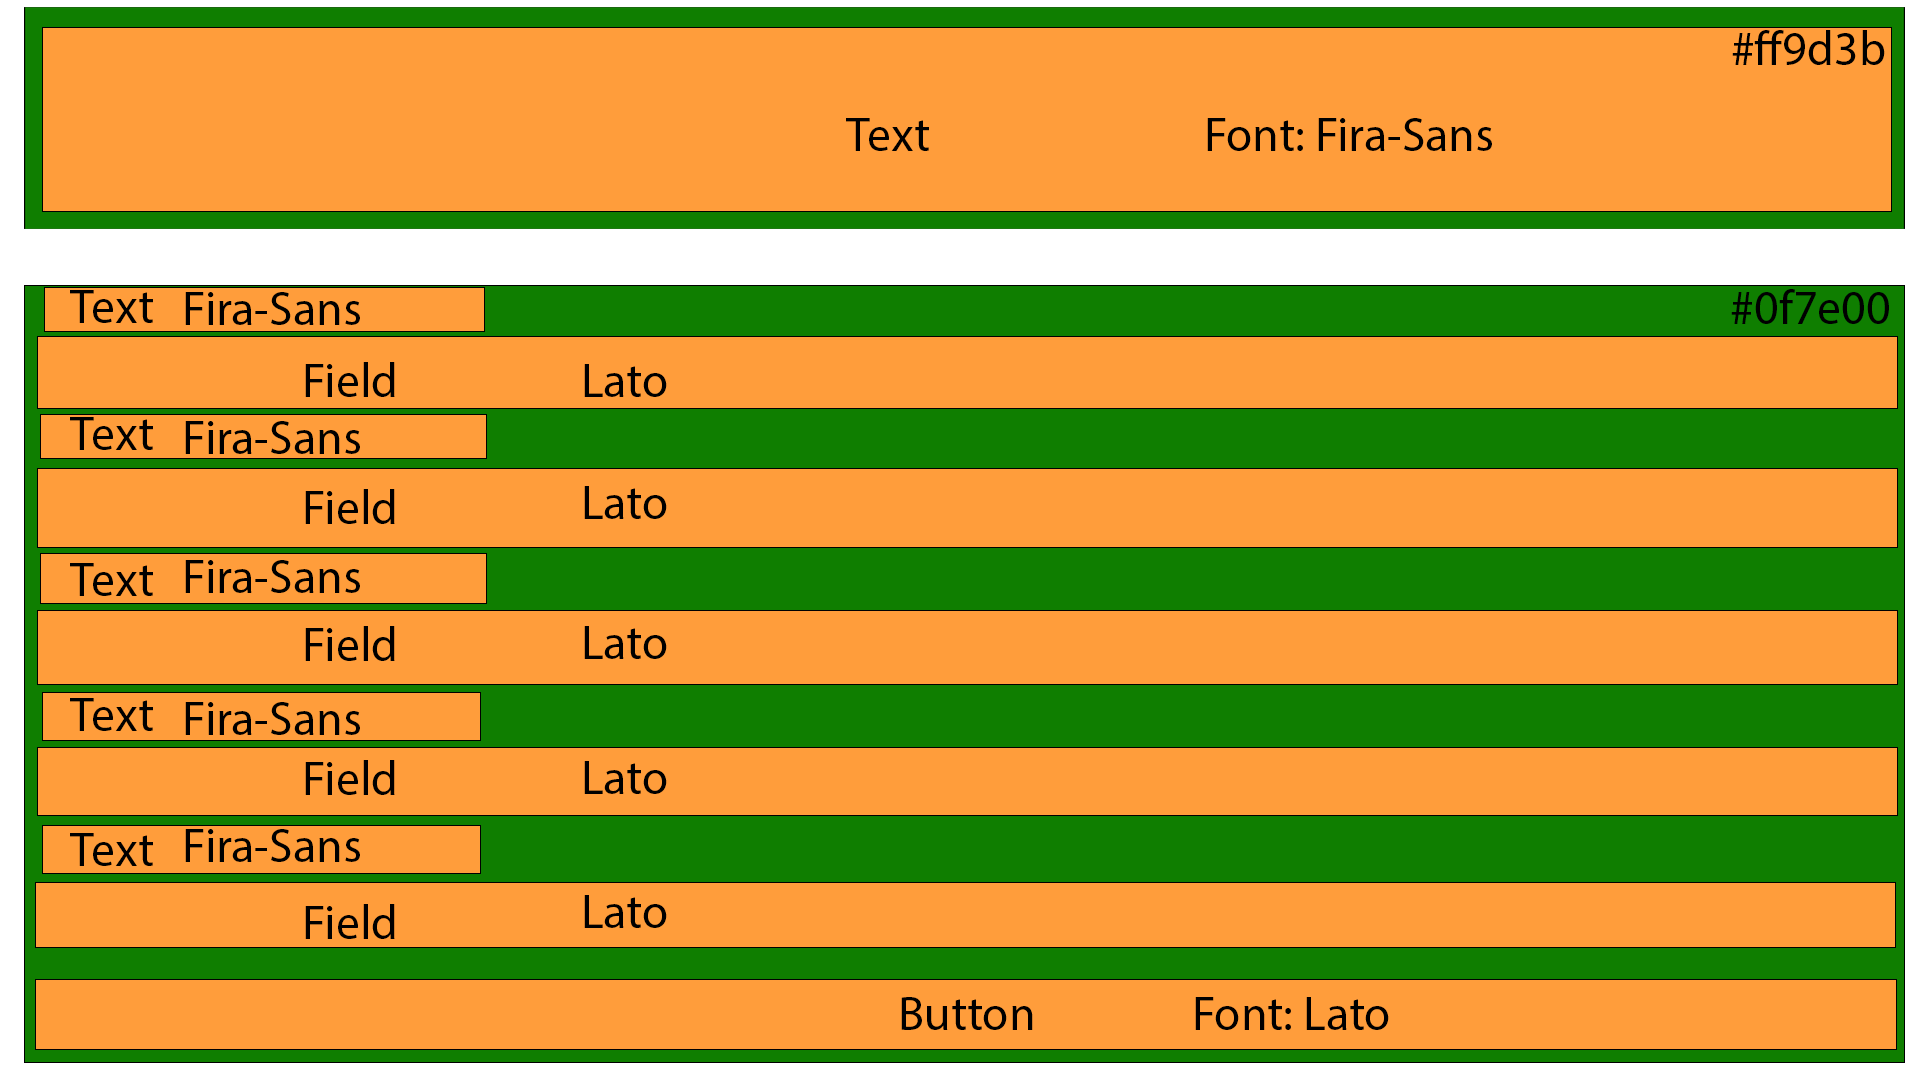 #ff9d3b
Text Font: Fira-Sans
Text Fira-Sans #0f7e00
Field Lato
Text Fira-Sans
Field Lato
Text Fira-Sans
Field Lato
Text Fira-Sans
Field Lato
Text Fira-Sans
Field Lato
Button Font: Lato